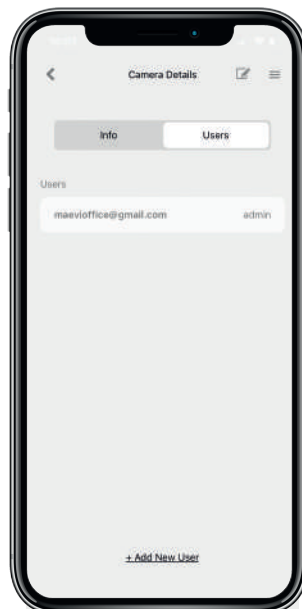 Camera Details
Info Users
Users
maevioffice@gmail.com admin
+ Add New User